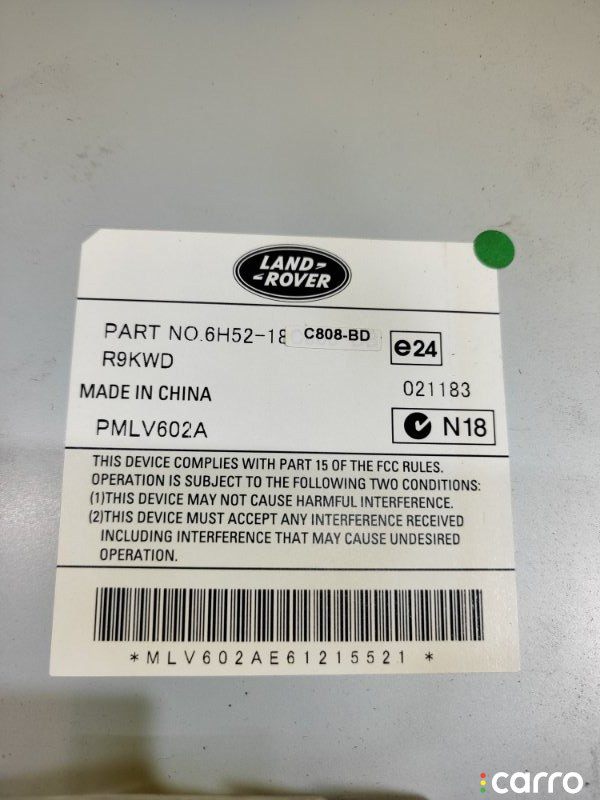 LAND-
-ROVER
PART NO.6H52-18 C808-BD
e24
R9KWD
MADE IN CHINA
021183
PMLV602A
N18
THIS DEVICE COMPLIES WITH PART 15 OF THE FCC RULES.
OPERATION IS SUBJECT TO THE FOLLOWING TWO CONDITIONS:
(1)THIS DEVICE MAY NOT CAUSE HARMFUL INTERFERENCE.
(2)THIS DEVICE MUST ACCEPT ANY INTERFERENCE RECEIVED
INCLUDING INTERFERENCE THAT MAY CAUSE UNDESIRED
OPERATION.
*MLV602AE61215521*
carro